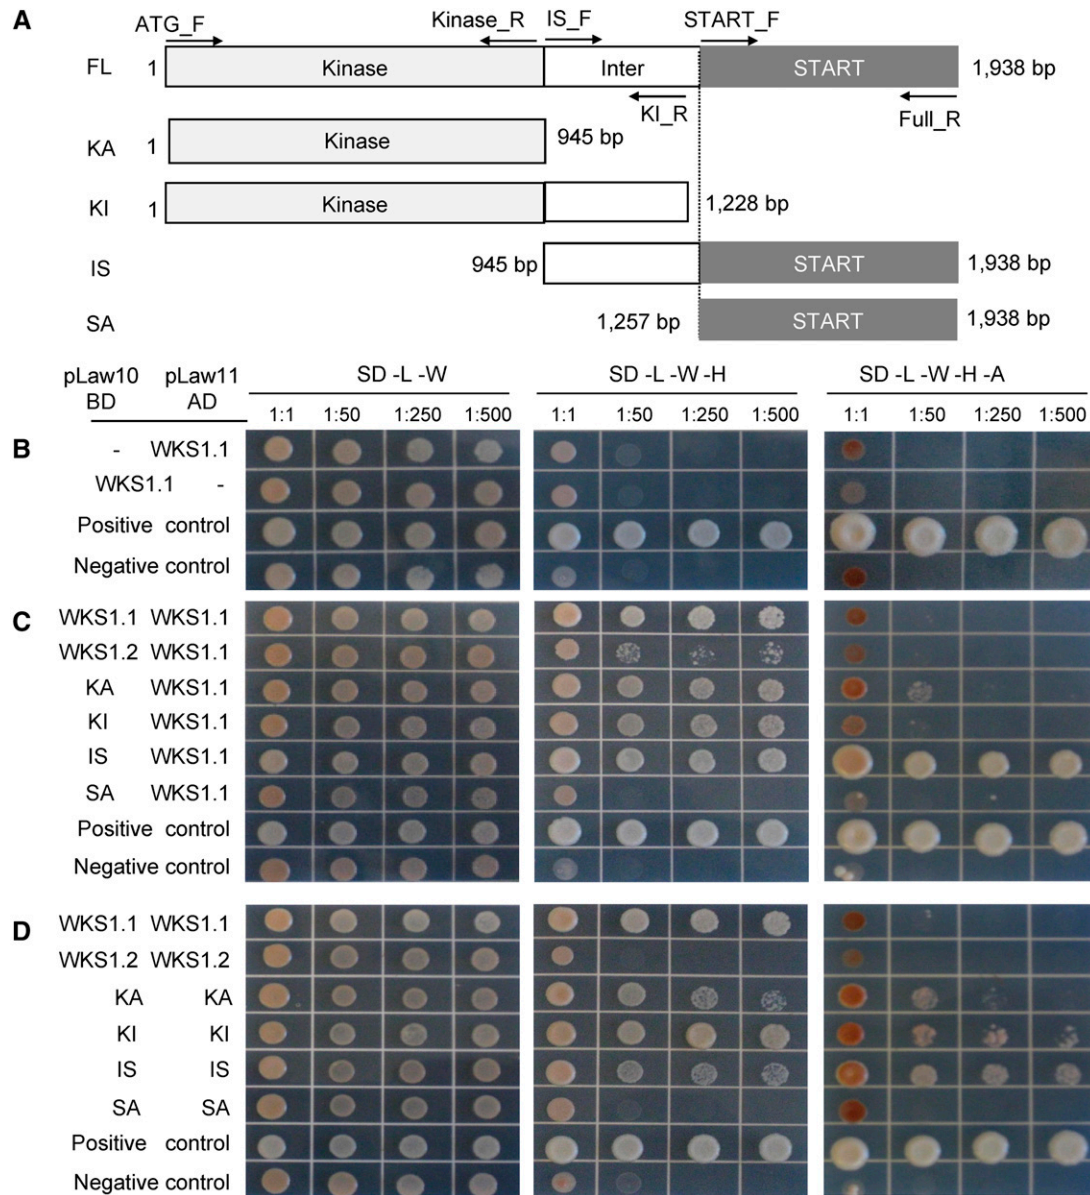 A
ATG_F Kinase_R IS_F START_F
FL 1 Kinase Inter START 1,938 bp
KI_R Full_R
KA 1 Kinase 945 bp
KI 1 Kinase 1,228 bp
IS 945 bp START 1,938 bp
SA 1,257 bp START 1,938 bp
pLaw10 pLaw11 SD -L -W SD -L -W -H SD -L -W -H -A
BD AD
1:1 1:50 1:250 1:500 1:1 1:50 1:250 1:500 1:1 1:50 1:250 1:500
B - WKS1.1
WKS1.1 -
Positive control
Negative control
C WKS1.1 WKS1.1
WKS1.2 WKS1.1
KA WKS1.1
KI WKS1.1
IS WKS1.1
SA WKS1.1
Positive control
Negative control
D WKS1.1 WKS1.1
WKS1.2 WKS1.2
KA KA
KI KI
IS IS
SA SA
Positive control
Negative control